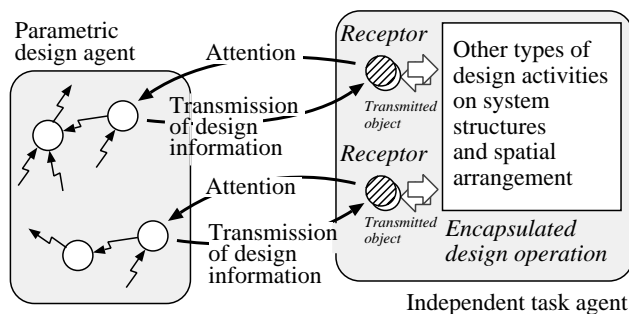 Parametric
design agent
Attention
Transmission
of design
information
Attention
Transmission
of design
information
Receptor
Transmitted
object
Receptor
Transmitted
object
Other types of
design activities
on system
structures
and spatial
arrangement
Encapsulated
design operation
Independent task agent